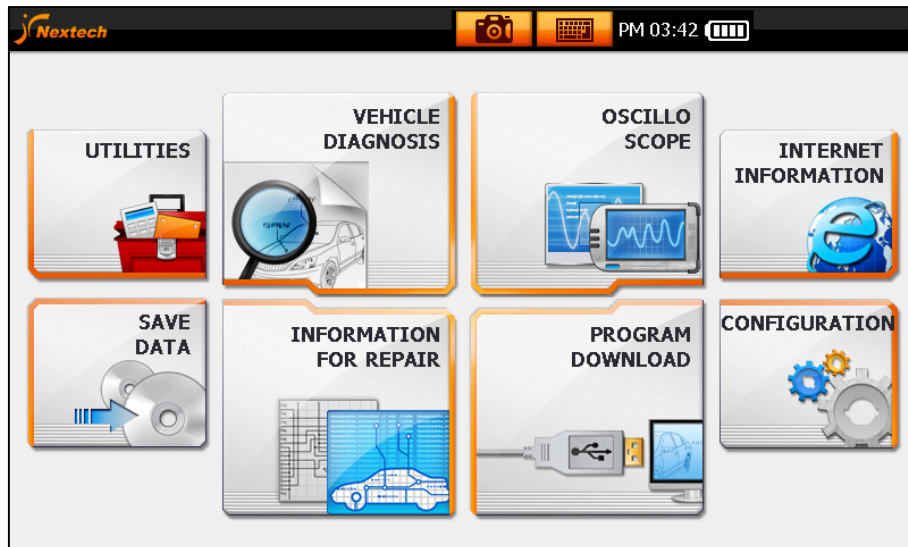 Nextech
PM 03:42
UTILITIES
VEHICLE
DIAGNOSIS
OSCILLO
SCOPE
INTERNET
INFORMATION
SAVE
DATA
INFORMATION
FOR REPAIR
PROGRAM
DOWNLOAD
CONFIGURATION